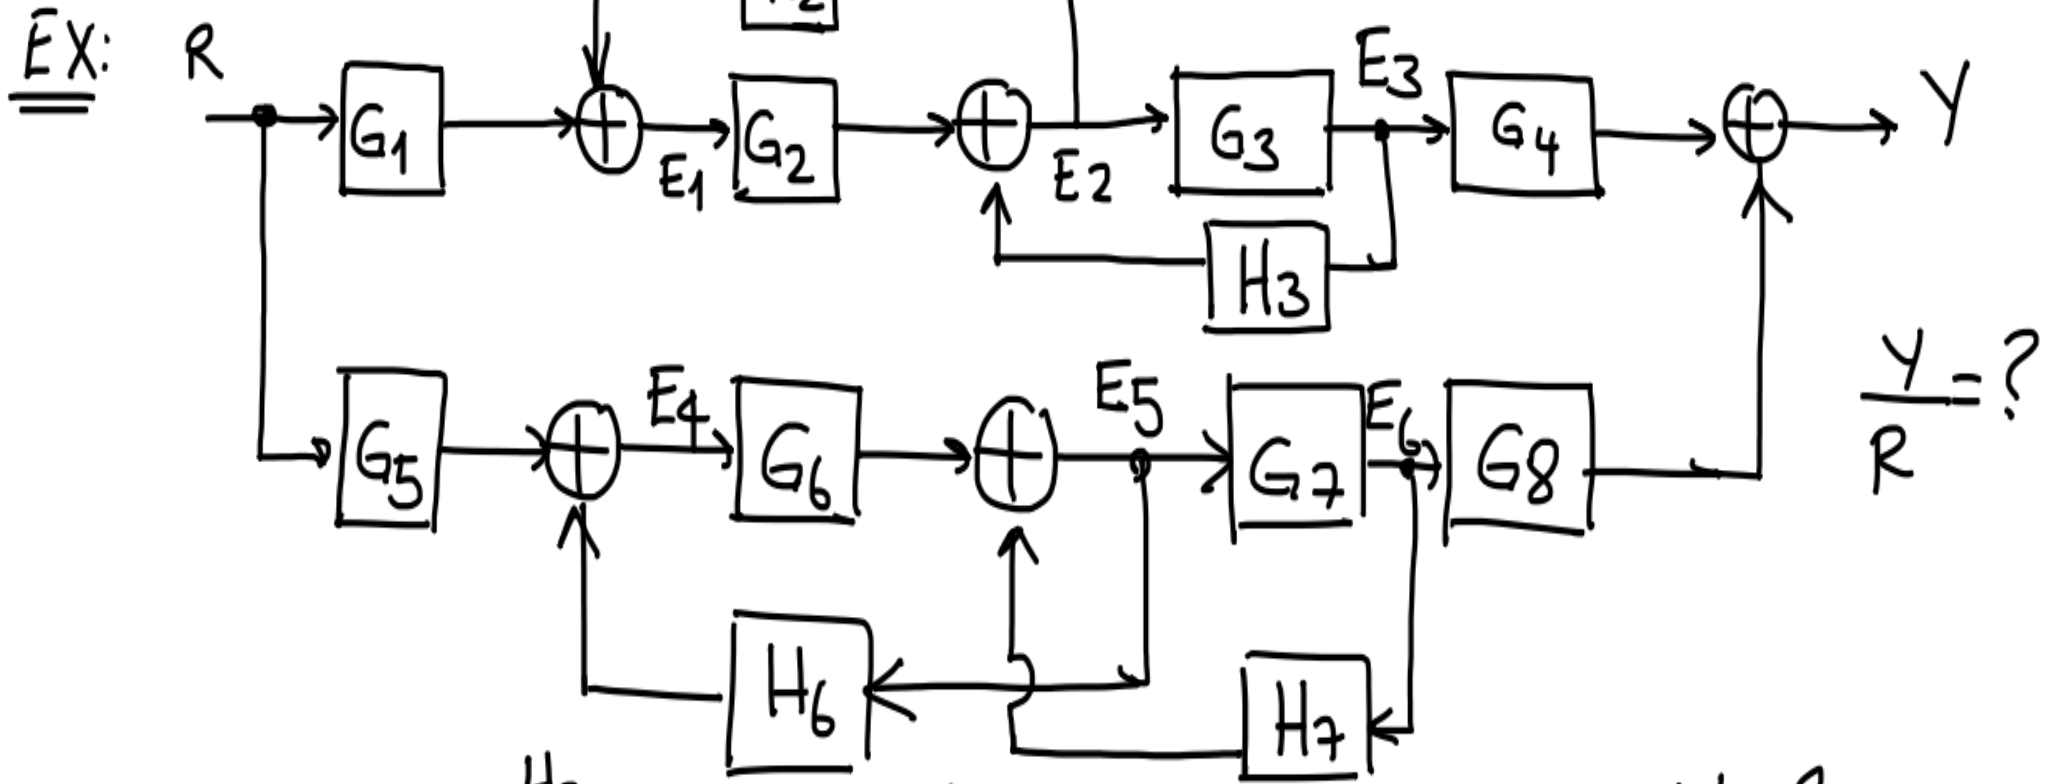 EX: R
E3
Y
G1 G2 G3 G4
E1 E2
H3
Y/R = ?
E4 E5 E6
G5 G6 G7 G8
H6 H7